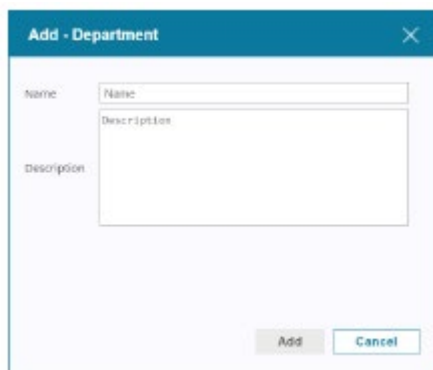 Add - Department
Name
Name
Description
Description
Add
Cancel